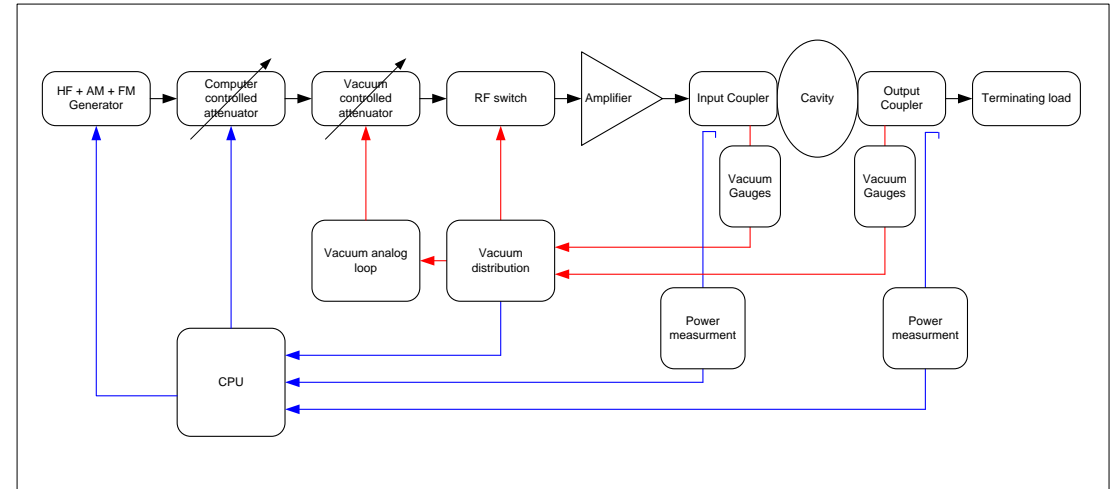 HF + AM + FM
Generator
Computer
controlled
attenuator
Vacuum
controlled
attenuator
RF switch
Amplifier
Input Coupler
Cavity
Output
Coupler
Terminating load
Vacuum
Gauges
Vacuum
Gauges
Vacuum analog
loop
Vacuum
distribution
Power
measurment
Power
measurment
CPU